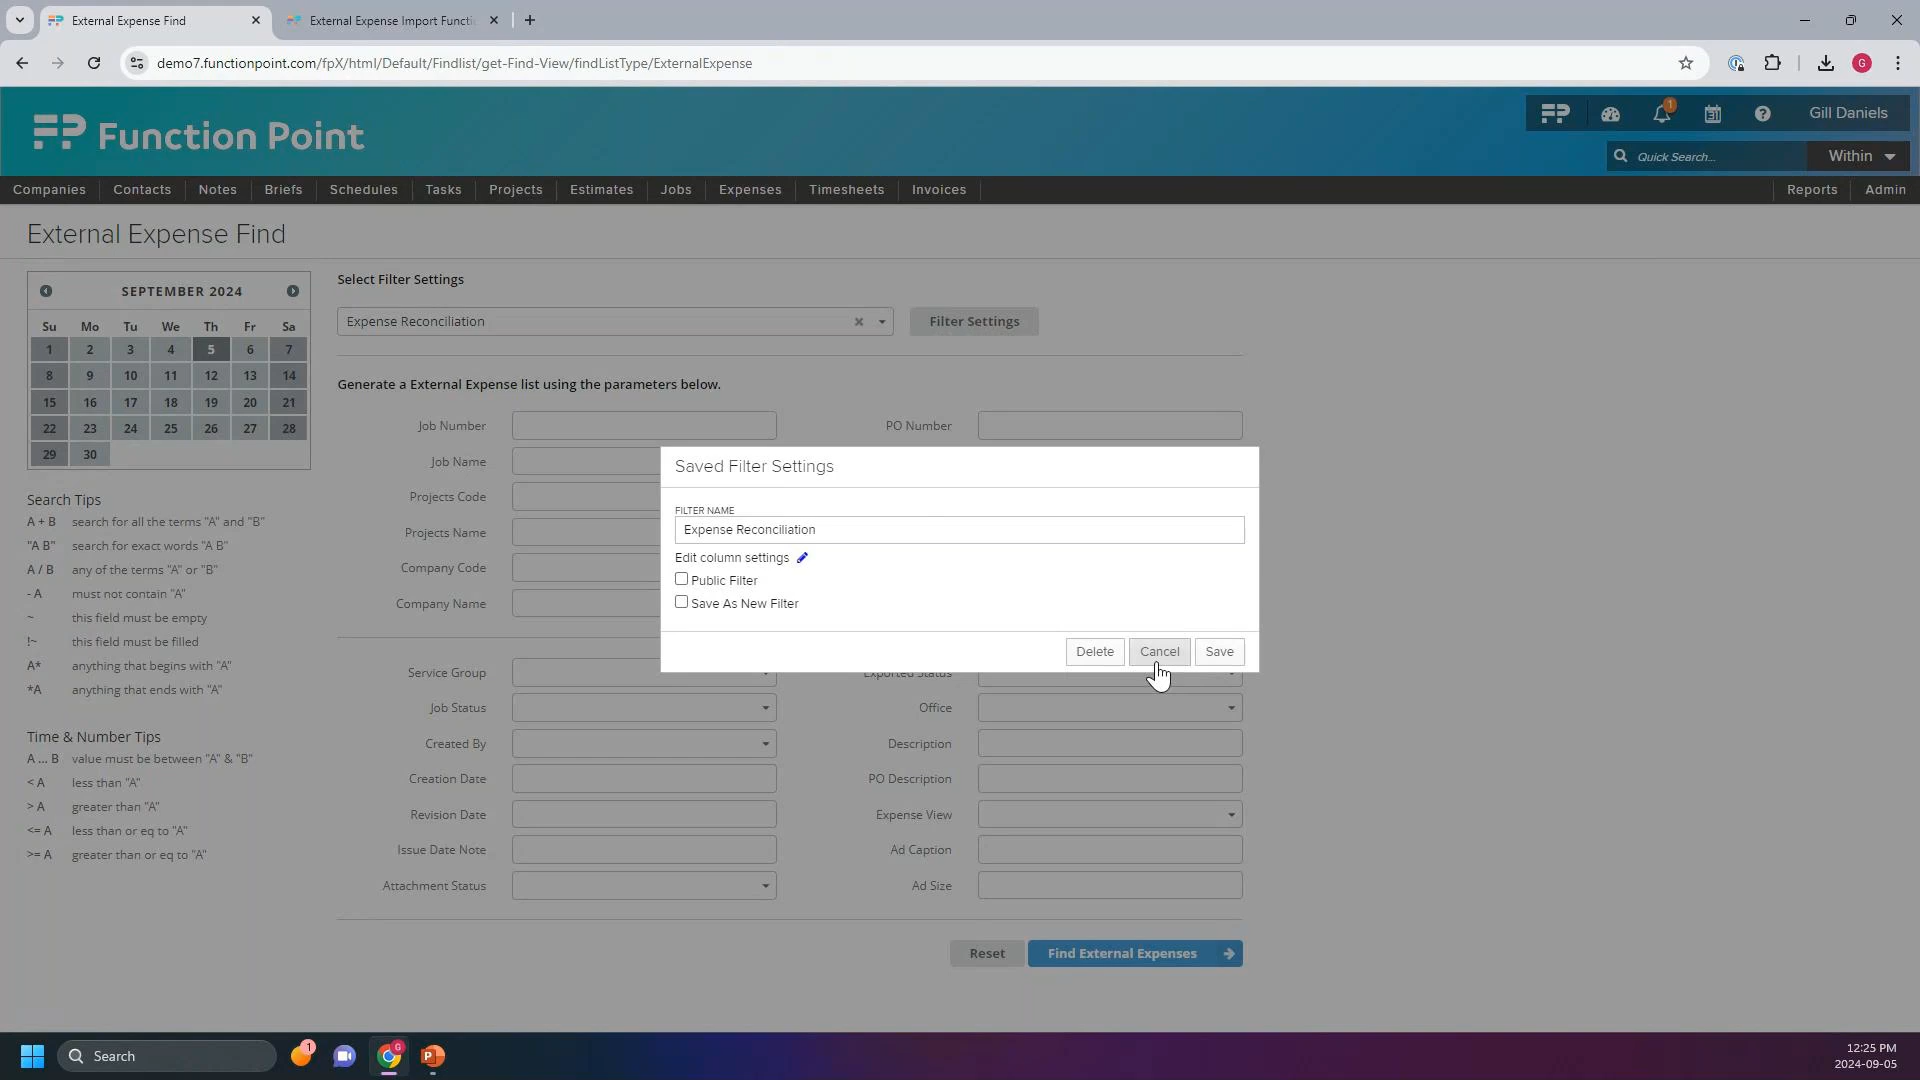 External Expense Find
External Expense Import Functi
demo7.functionpoint.com/fpX/html/Default/Findlist/get-Find-View/findListType/ExternalExpense
G
Function Point
1
31
Gill Daniels
Quick Search...
Within
Companies
Contacts
Notes
Briefs
Schedules
Tasks
Projects
Estimates
Jobs
Expenses
Timesheets
Invoices
Reports
Admin
External Expense Find
SEPTEMBER 2024
Su Mo Tu We Th Fr Sa
1 2 3 4 5 6 7
8 9 10 11 12 13 14
15 16 17 18 19 20 21
22 23 24 25 26 27 28
29 30
Search Tips
A + B search for all the terms "A" and "B"
"A B" search for exact words "A B"
A / B any of the terms "A" or "B"
- A must not contain "A"
~ this field must be empty
!~ this field must be filled
A* anything that begins with "A"
*A anything that ends with "A"
Time & Number Tips
A ... B value must be between "A" & "B"
< A less than "A"
> A greater than "A"
<= A less than or eq to "A"
>= A greater than or eq to "A"
Select Filter Settings
Expense Reconciliation
Filter Settings
Generate a External Expense list using the parameters below.
Job Number
PO Number
Job Name
Projects Code
Projects Name
Company Code
Company Name
Saved Filter Settings
FILTER NAME
Expense Reconciliation
Edit column settings
Public Filter
Save As New Filter
Delete
Cancel
Save
Service Group
Exported Status
Job Status
Office
Created By
Description
Creation Date
PO Description
Revision Date
Expense View
Issue Date Note
Ad Caption
Attachment Status
Ad Size
Reset
Find External Expenses
Search
1
G
P
12:25 PM
2024-09-05